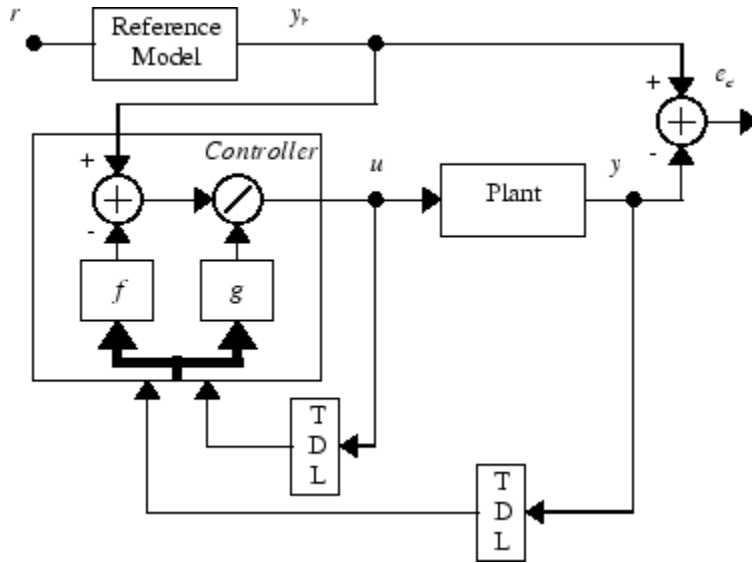 r
Reference
Model
y_r
+
-
e_c
Controller
+
-
u
Plant
y
f
g
T
D
L
T
D
L